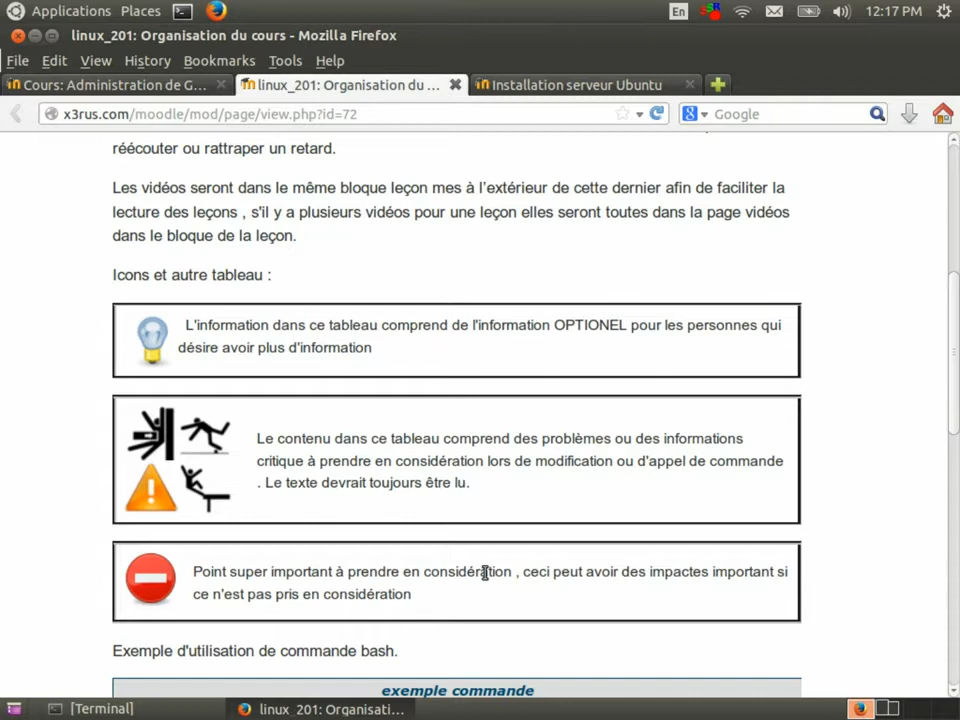 Applications Places En 12:17 PM
linux_201: Organisation du cours - Mozilla Firefox
File Edit View History Bookmarks Tools Help
Cours: Administration de G... linux_201: Organisation du ... Installation serveur Ubuntu
x3rus.com/moodle/mod/page/view.php?id=72 Google
réécouter ou rattraper un retard.
Les vidéos seront dans le même bloque leçon mes à l'extérieur de cette dernier afin de faciliter la
lecture des leçons , s'il y a plusieurs vidéos pour une leçon elles seront toutes dans la page vidéos
dans le bloque de la leçon.
Icons et autre tableau :
L'information dans ce tableau comprend de l'information OPTIONEL pour les personnes qui
désire avoir plus d'information
Le contenu dans ce tableau comprend des problèmes ou des informations
critique à prendre en considération lors de modification ou d'appel de commande
. Le texte devrait toujours être lu.
Point super important à prendre en considération , ceci peut avoir des impactes important si
ce n'est pas pris en considération
Exemple d'utilisation de commande bash.
exemple commande
[Terminal] linux_201: Organisati...